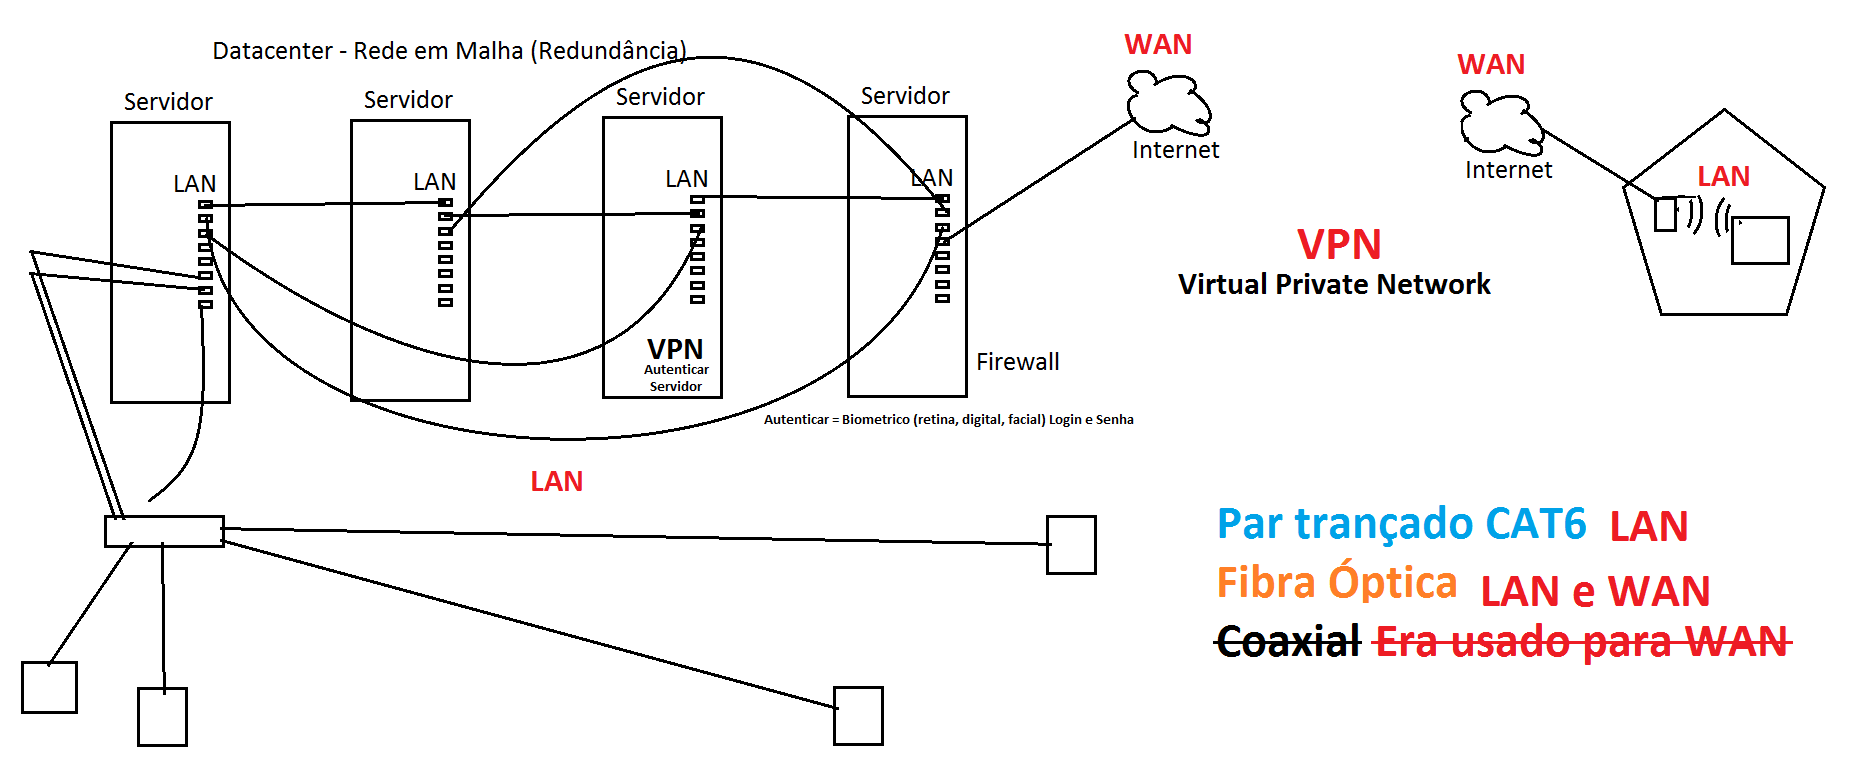 WAN
Datacenter - Rede em Malha (Redundância)
WAN
Servidor
Servidor
Servidor
Servidor
Internet
Internet
LAN
LAN
LAN
LAN
LAN
VPN
Virtual Private Network
VPN
Autenticar
Servidor
Firewall
Autenticar = Biometrico (retina, digital, facial) Login e Senha
LAN
Par trançado CAT6 LAN
Fibra Óptica LAN e WAN
Coaxial Era usado para WAN